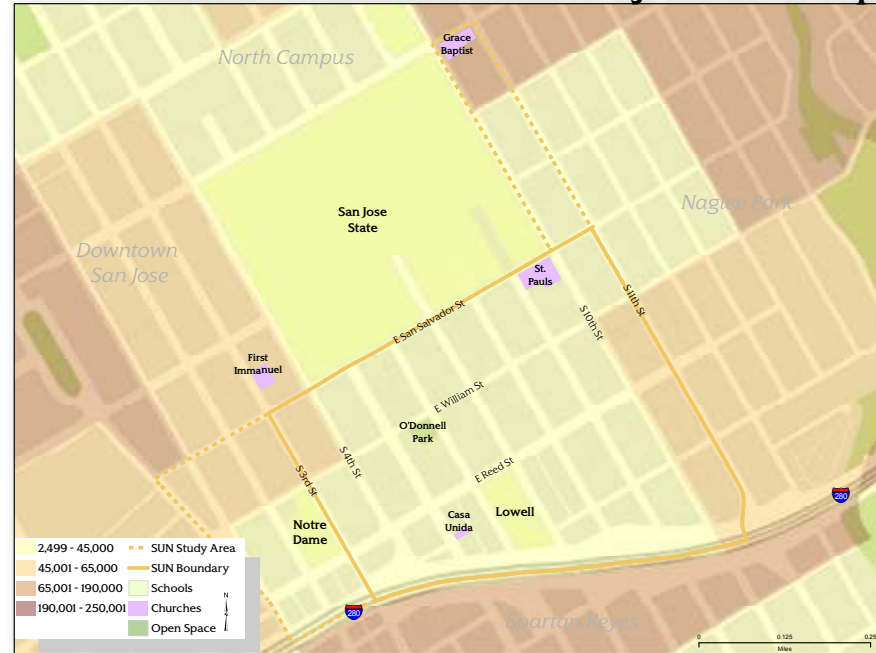 Grace
Baptist
North Campus
San Jose
State
Naglee Park
Downtown
San Jose
St.
Pauls
S 11th St
S 10th St
E San Salvador St
First
Immanuel
E William St
O'Donnell
Park
S 4th St
S 3rd St
E Reed St
Casa
Unida
Lowell
Notre
Dame
280
280
Spartan Keyes
2,499 - 45,000
45,001 - 65,000
65,001 - 190,000
190,001 - 250,001
SUN Study Area
SUN Boundary
Schools
Churches
Open Space
N
0 0.125 0.25
Miles